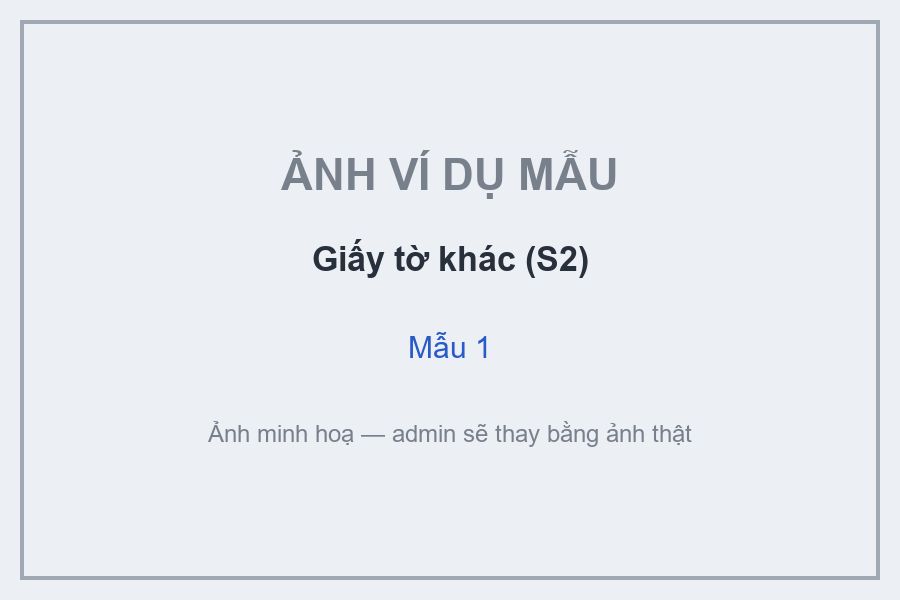 ẢNH VÍ DỤ MẪU
Giấy tờ khác (S2)
Mẫu 1
Ảnh minh hoạ — admin sẽ thay bằng ảnh thật